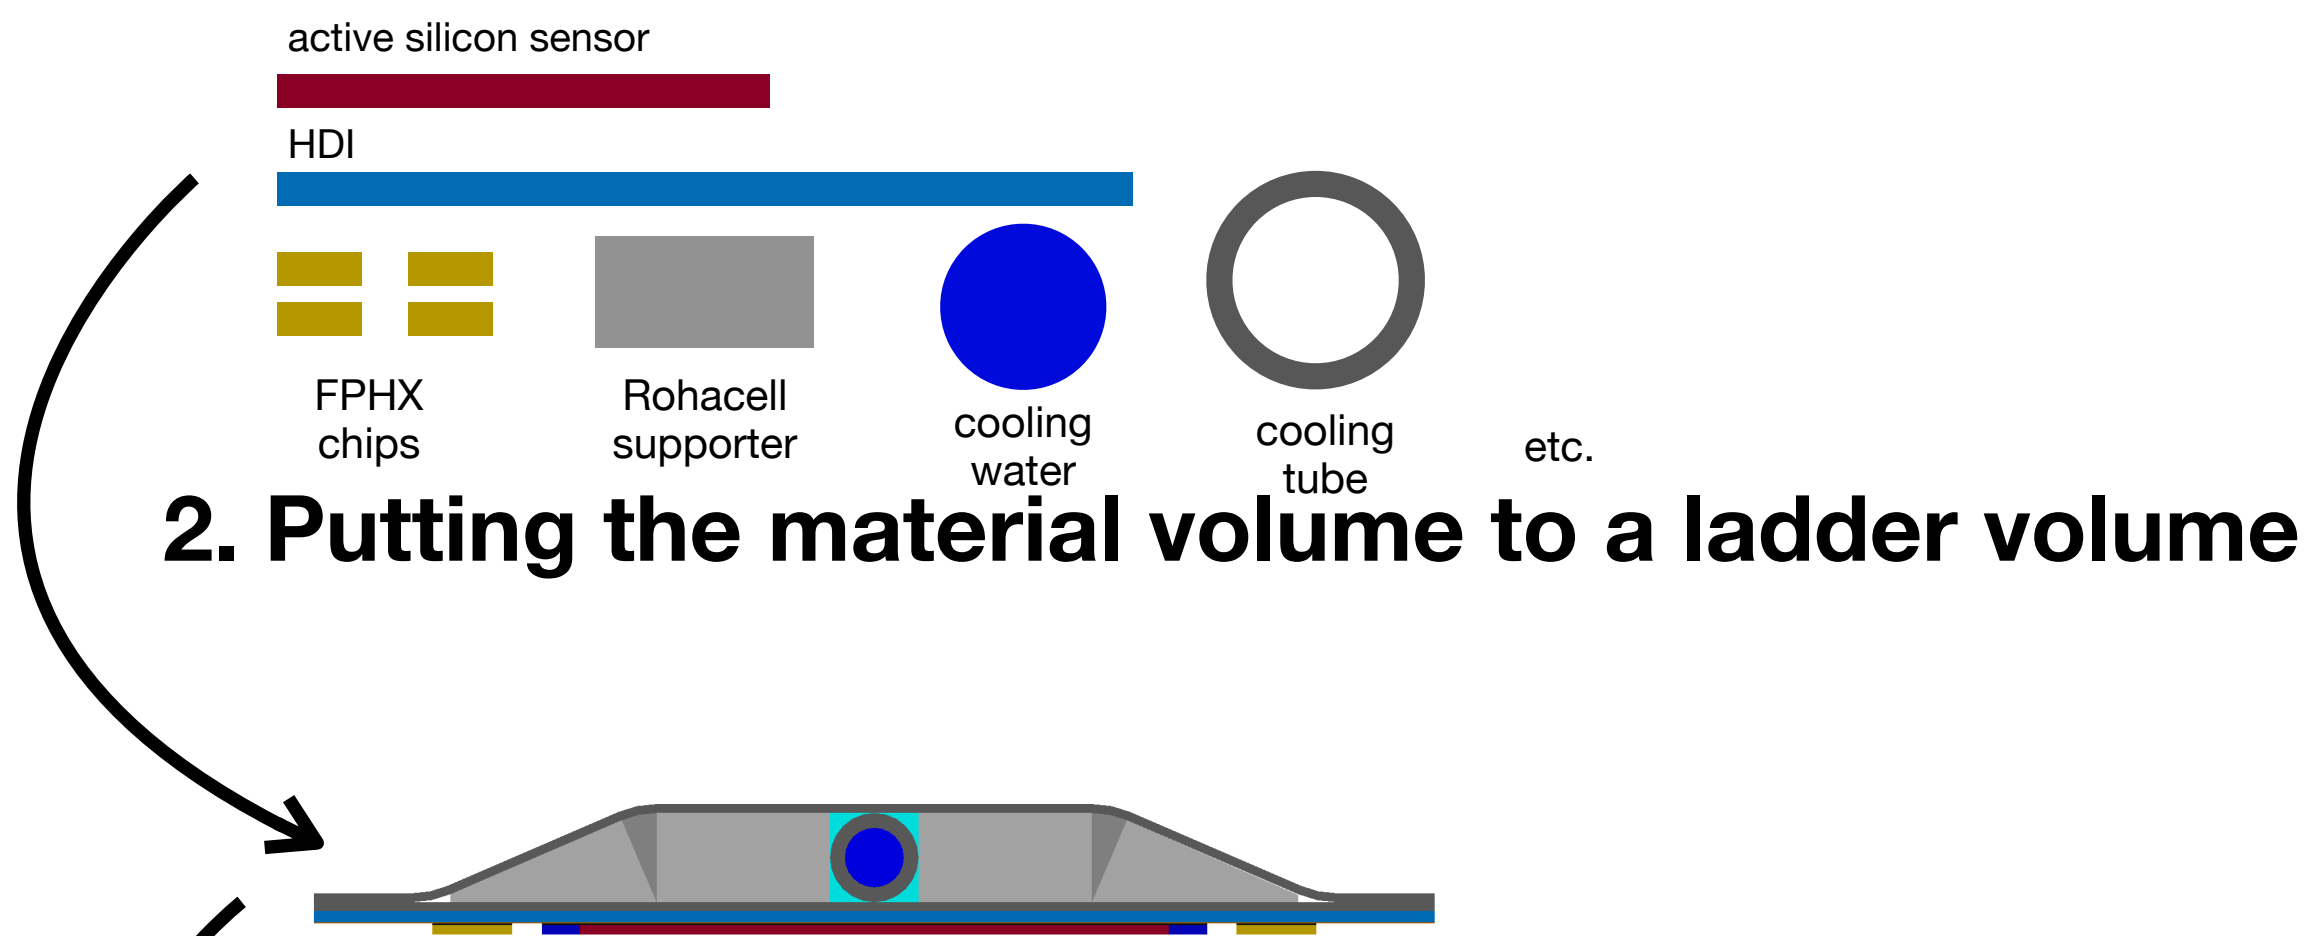 active silicon sensor
HDI
FPHX
chips
Rohacell
supporter
cooling
water
cooling
tube
etc.
2. Putting the material volume to a ladder volume